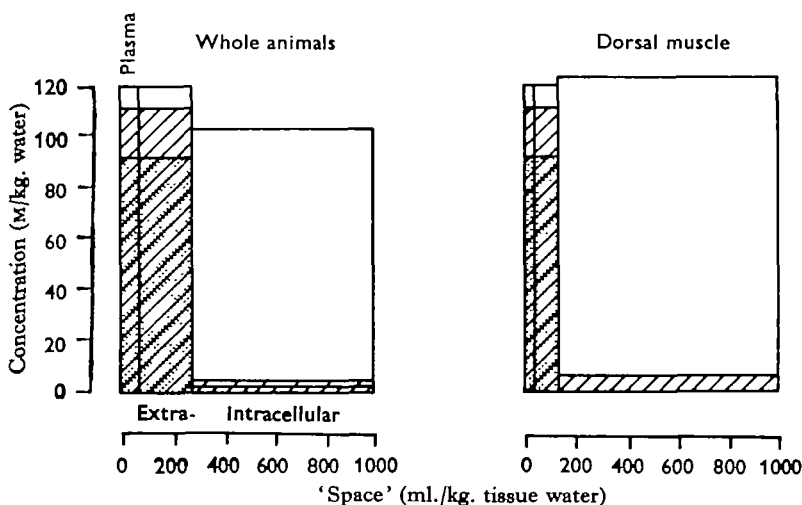 Plasma
Whole animals
Dorsal muscle
Concentration (M/kg. water)
120
100
80
60
40
20
0
Extra-
Intracellular
0 200 400 600 800 1000
0 200 400 600 800 1000
'Space' (ml./kg. tissue water)